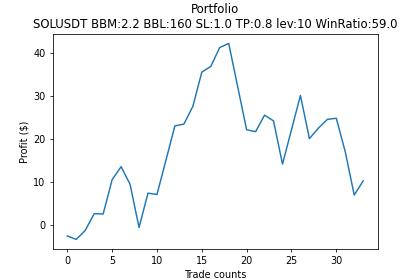 Portfolio
SOLUSDT BBM:2.2 BBL:160 SL:1.0 TP:0.8 lev:10 WinRatio:59.0
40
30
20
10
0
Profit ($)
0 5 10 15 20 25 30
Trade counts